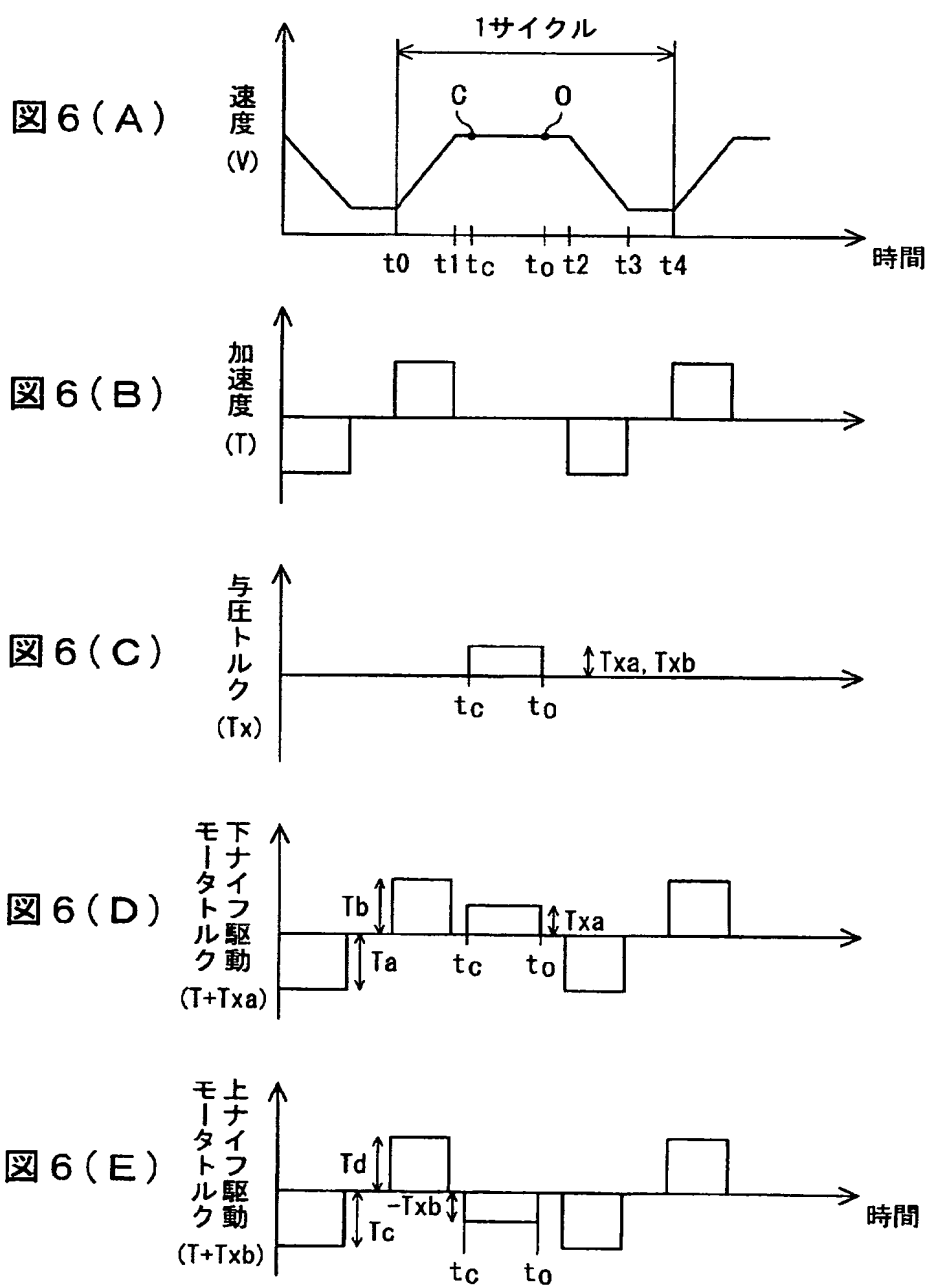 図6(A)
速度
(V)
1サイクル
C
O
t0
t1
tc
to
t2
t3
t4
時間
図6(B)
加速度
(T)
図6(C)
与圧トルク
(Tx)
Txa, Txb
tc
to
図6(D)
下ナイフ駆動
モータトルク
(T+Txa)
Tb
Ta
Txa
tc
to
図6(E)
上ナイフ駆動
モータトルク
(T+Txb)
Td
Tc
-Txb
tc
to
時間